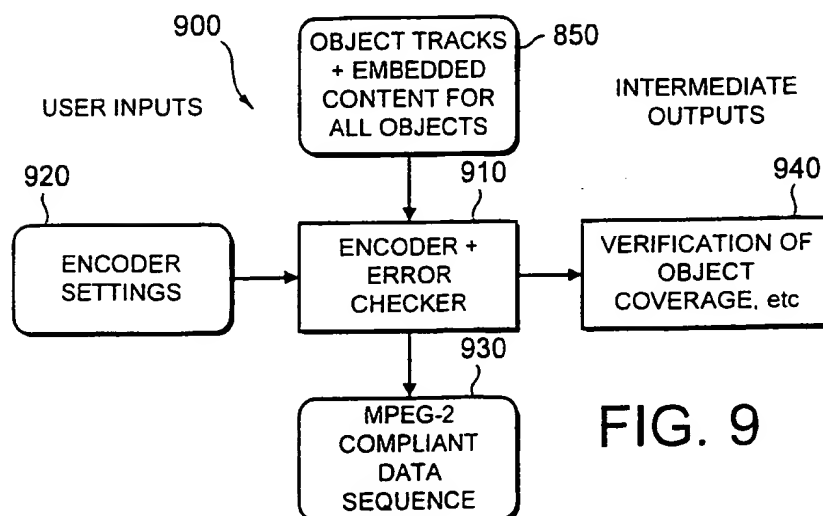 900
OBJECT TRACKS
+ EMBEDDED
CONTENT FOR
ALL OBJECTS
850
USER INPUTS
INTERMEDIATE
OUTPUTS
920
ENCODER
SETTINGS
910
ENCODER +
ERROR
CHECKER
940
VERIFICATION OF
OBJECT
COVERAGE, etc
930
MPEG-2
COMPLIANT
DATA
SEQUENCE
FIG. 9